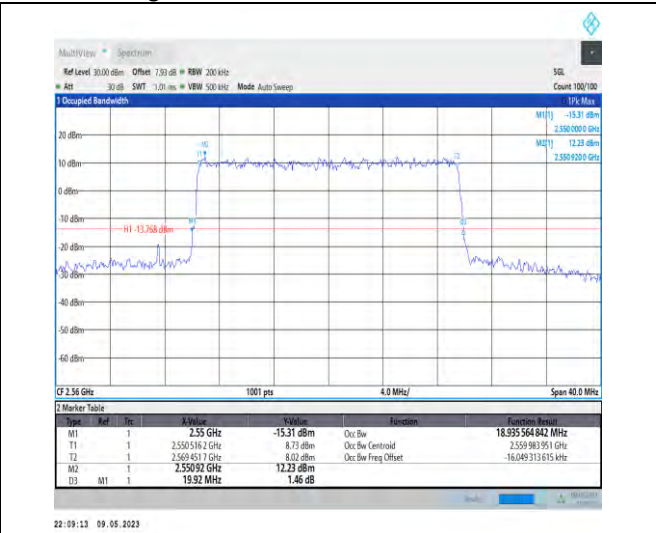 MultiView Spectrum
Ref Level 30.00 dBm Offset 7.93 dB RBW 200 kHz SGL
Att 30 dB SWT 1.01 ms VBW 500 kHz Mode Auto Sweep Count 100/100
1 Occupied Bandwidth 1Pk Max
M1[1] -15.31 dBm
2.5500000 GHz
M2[1] 12.23 dBm
2.5509200 GHz
20 dBm
M2
T1
T2
10 dBm
0 dBm
-10 dBm
M1
D3
H1 -13.768 dBm
-20 dBm
-30 dBm
-40 dBm
-50 dBm
-60 dBm
CF 2.56 GHz 1001 pts 4.0 MHz/ Span 40.0 MHz
2 Marker Table
Type Ref Trc X-Value Y-Value Function Function Result
M1 1 2.55 GHz -15.31 dBm Occ Bw 18.935 564 842 MHz
T1 1 2.550 516 2 GHz 8.73 dBm Occ Bw Centroid 2.559 983 951 GHz
T2 1 2.569 451 7 GHz 8.02 dBm Occ Bw Freq Offset -16.049 313 615 kHz
M2 1 2.550 92 GHz 12.23 dBm
D3 M1 1 19.92 MHz 1.46 dB
22:09:13 09.05.2023